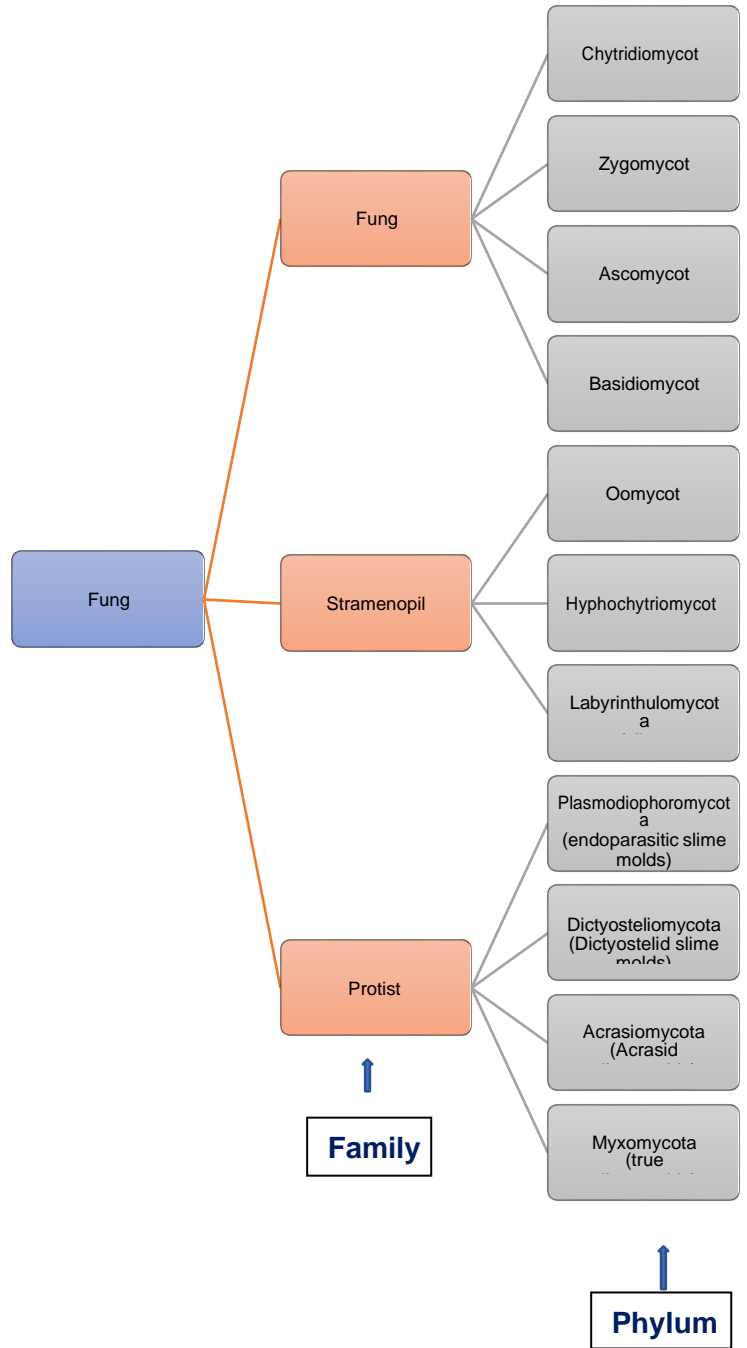 Chytridiomycot
Zygomycot
Fung
Ascomycot
Basidiomycot
Oomycot
Fung
Stramenopil
Hyphochytriomycot
Labyrinthulomycot
a
Plasmodiophoromycot
a
(endoparasitic slime
molds)
Dictyosteliomycota
(Dictyostelid slime
molds)
Protist
Acrasiomycota
(Acrasid
Family
Myxomycota
(true
Phylum